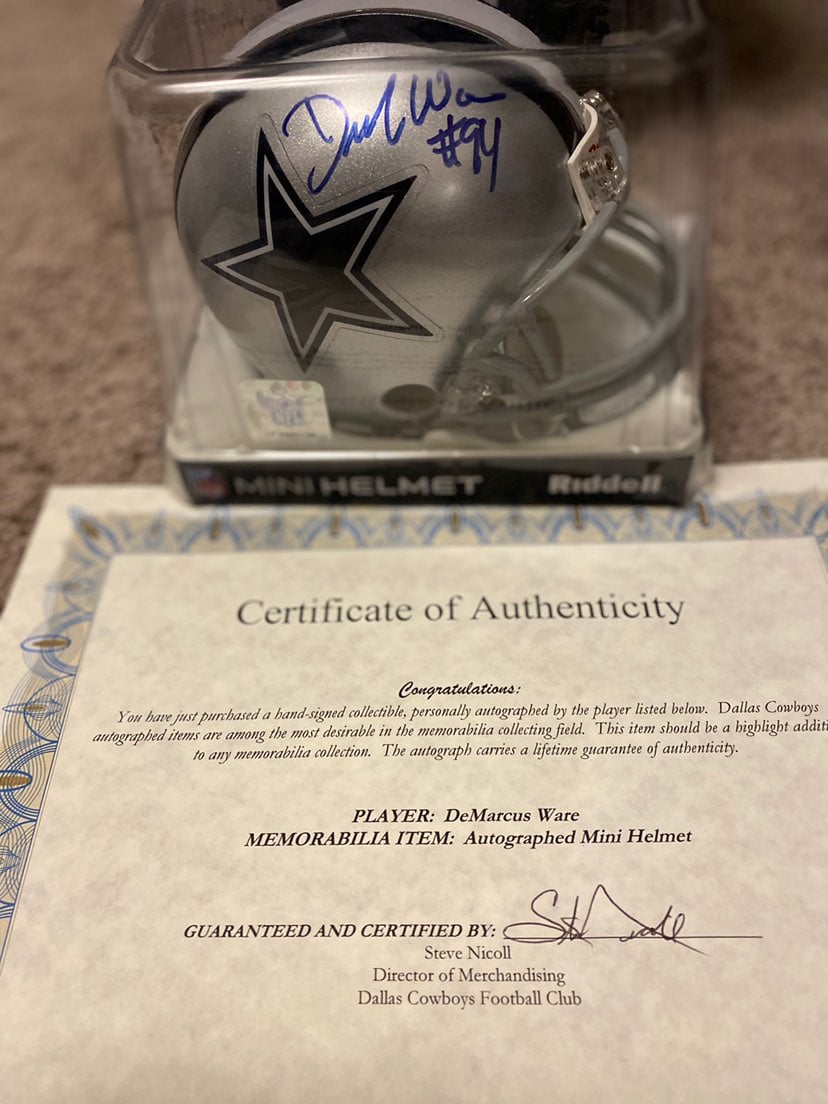 #94
MINI HELMET Riddell
Certificate of Authenticity
Congratulations:
You have just purchased a hand-signed collectible, personally autographed by the player listed below. Dallas Cowboys
autographed items are among the most desirable in the memorabilia collecting field. This item should be a highlight additi
to any memorabilia collection. The autograph carries a lifetime guarantee of authenticity.
PLAYER: DeMarcus Ware
MEMORABILIA ITEM: Autographed Mini Helmet
GUARANTEED AND CERTIFIED BY:
Steve Nicoll
Director of Merchandising
Dallas Cowboys Football Club